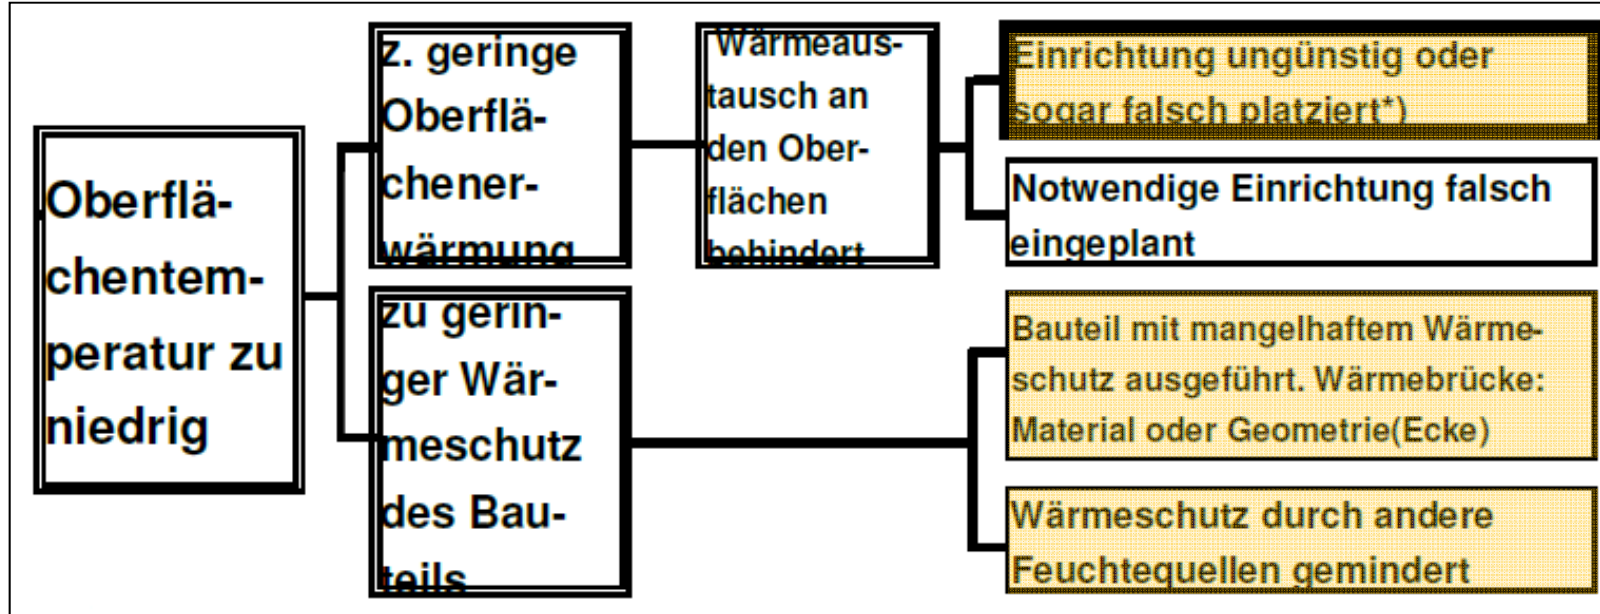 Oberflä-
chentem-
peratur zu
niedrig
z. geringe
Oberflä-
chener-
wärmung
zu gerin-
ger Wär-
meschutz
des Bau-
teils
Wärmeaus-
tausch an
den Ober-
flächen
behindert
Einrichtung ungünstig oder
sogar falsch platziert*)
Notwendige Einrichtung falsch
eingeplant
Bauteil mit mangelhaftem Wärme-
schutz ausgeführt. Wärmebrücke:
Material oder Geometrie(Ecke)
Wärmeschutz durch andere
Feuchtequellen gemindert